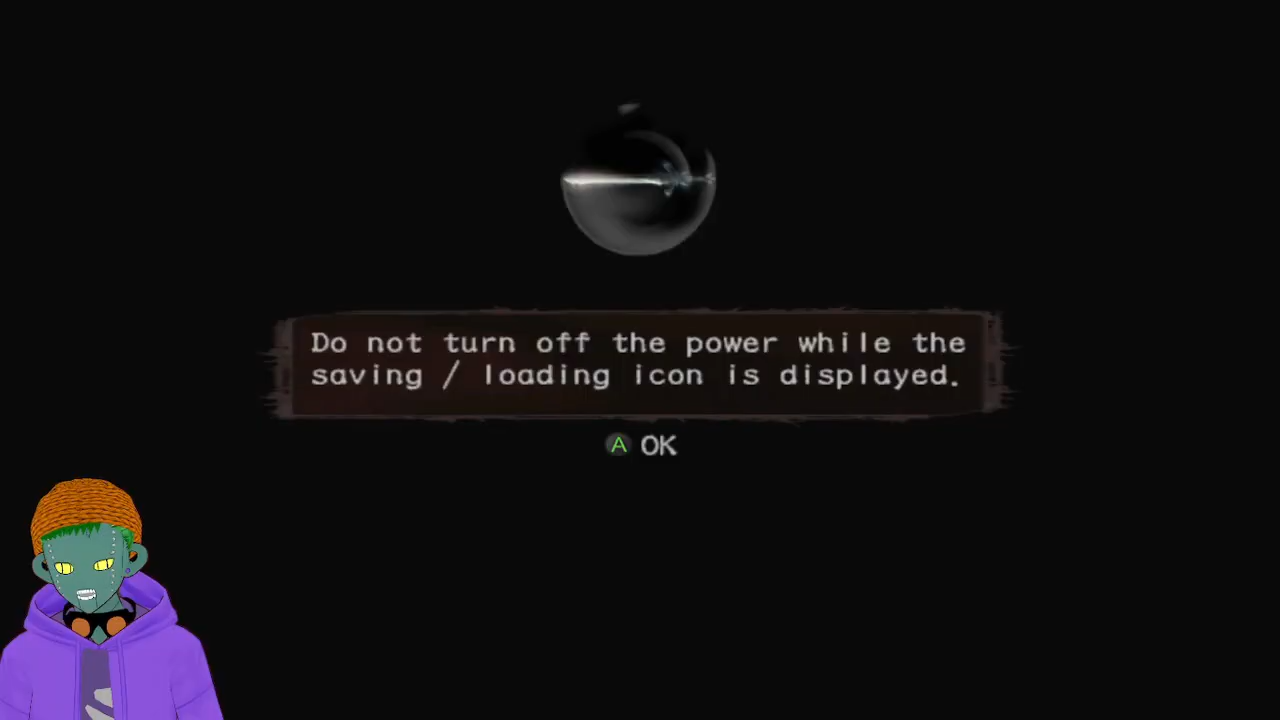 Do not turn off the power while the
saving / loading icon is displayed.
A OK